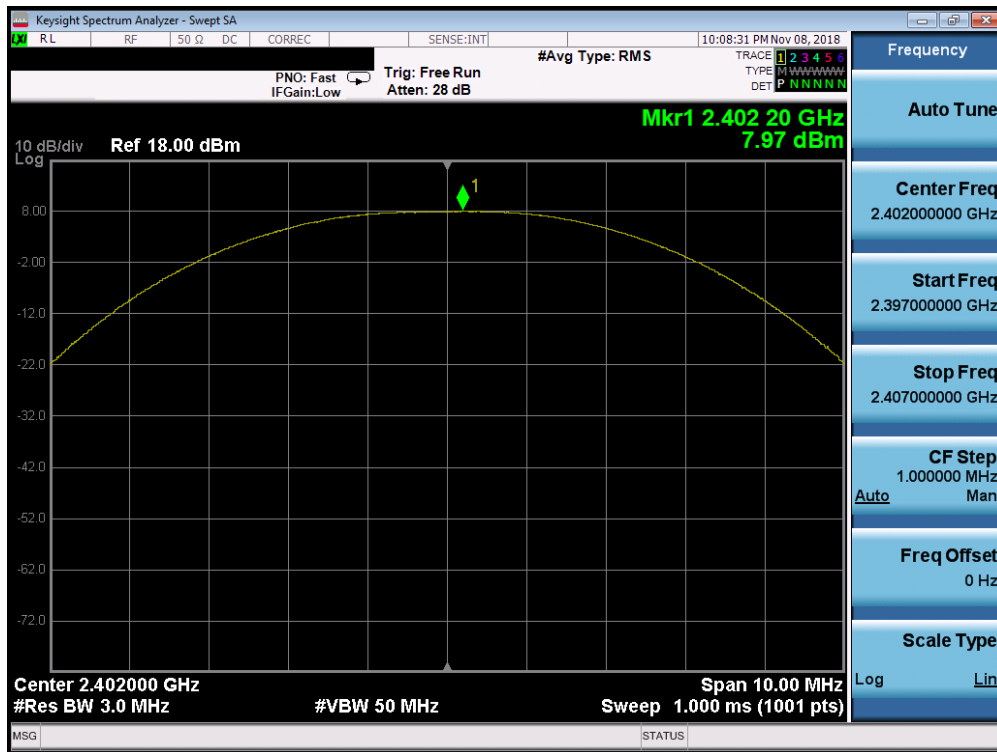 Keysight Spectrum Analyzer - Swept SA
LXI RL RF 50 Ω DC CORREC SENSE:INT 10:08:31 PM Nov 08, 2018
#Avg Type: RMS
TRACE 1 2 3 4 5 6
TYPE M WWWWW
DET P N N N N N
PNO: Fast
IFGain:Low
Trig: Free Run
Atten: 28 dB
Mkr1 2.402 20 GHz
7.97 dBm
10 dB/div Ref 18.00 dBm
Log
1
8.00
-2.00
-12.0
-22.0
-32.0
-42.0
-52.0
-62.0
-72.0
Center 2.402000 GHz Span 10.00 MHz
#Res BW 3.0 MHz #VBW 50 MHz Sweep 1.000 ms (1001 pts)
MSG STATUS
Frequency
Auto Tune
Center Freq
2.402000000 GHz
Start Freq
2.397000000 GHz
Stop Freq
2.407000000 GHz
CF Step
1.000000 MHz
Auto Man
Freq Offset
0 Hz
Scale Type
Log Lin